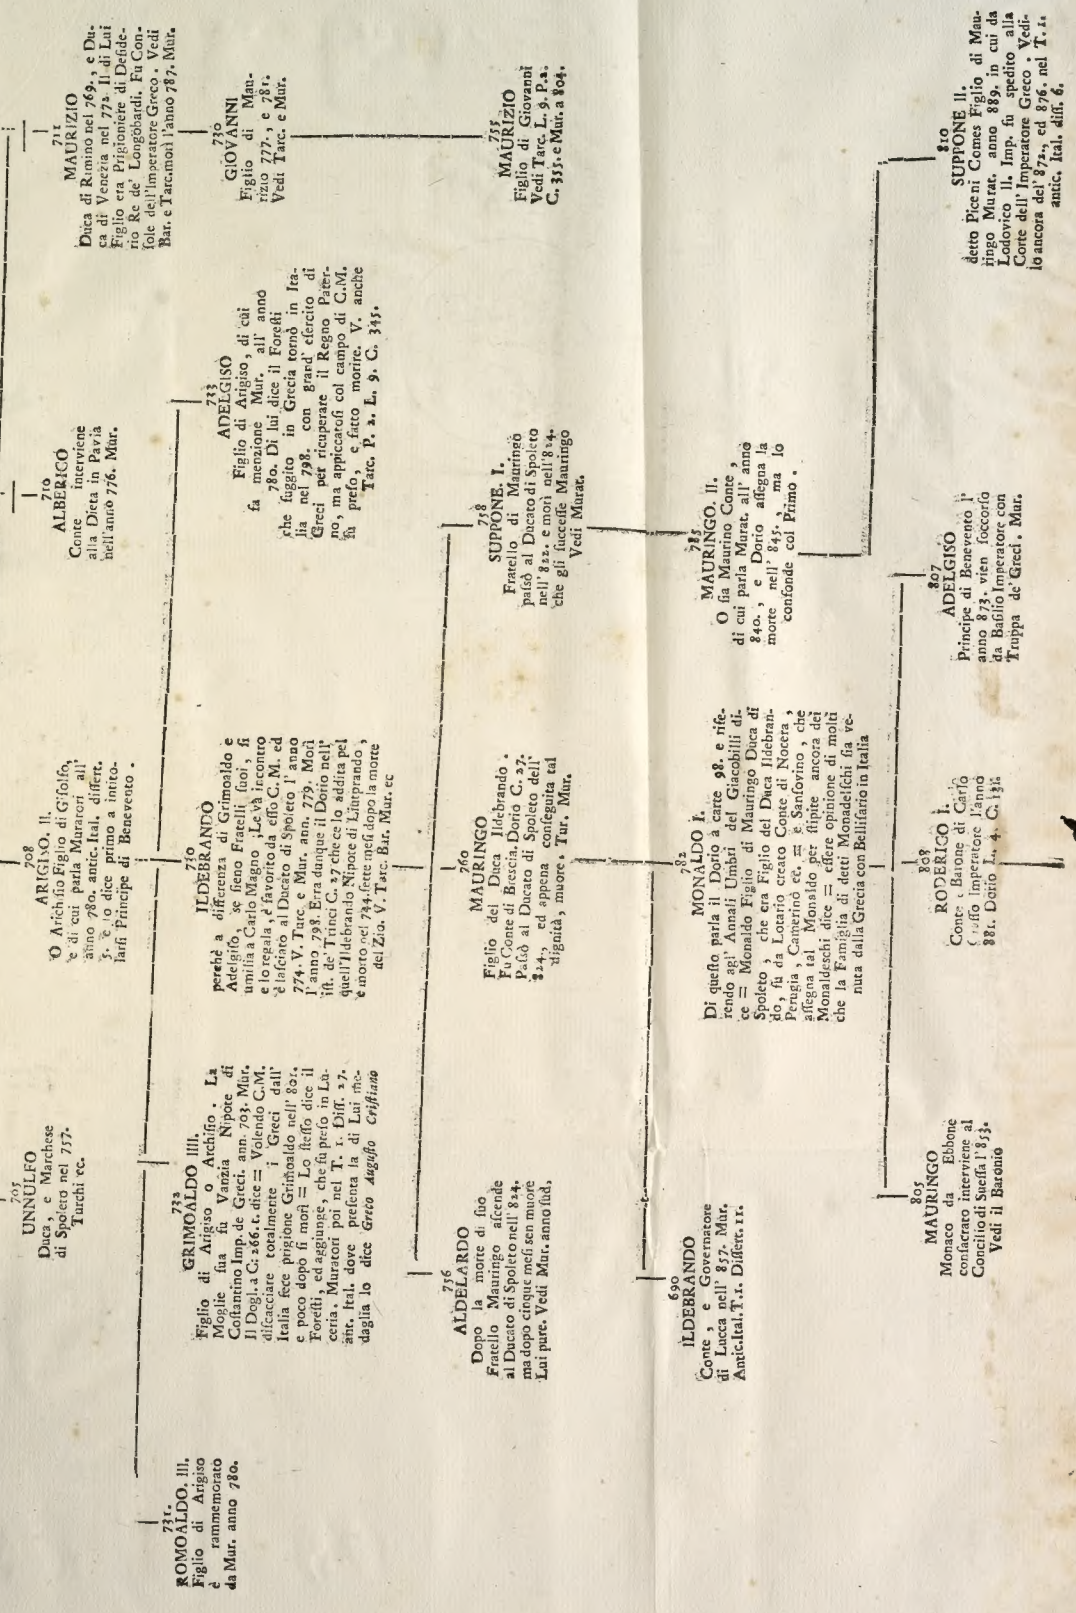 705
UNNULFO
Duca, e Marchese
di Spoleto nel 757.
Turchi ec.
708
ARIGISO. II.
O Arichiſio Figlio di Giſolfo,
e di cui parla Murarori all'
anno 780. antic. Ital. diſſert.
5. e lo dice primo a intito-
larſi Principe di Benevento .
710
ALBERICO
Conte interviene
alla Dieta in Pavia
nell'anno 776. Mur.
711
MAURIZIO
Duca di Rimino nel 769., e Du-
ca di Venezia nel 772. Il di Lui
Figlio era Prigioniere di Deſide-
rio Re de' Longobardi. Fu Con-
ſole dell'Imperatore Greco . Vedi
Bar. e Tarc.morì l'anno 787. Mur.
731.
ROMOALDO. III.
Figlio di Arigiso
è rammemorato
da Mur. anno 780.
732
GRIMOALDO IIII.
Figlio di Arigiso o Archiſio . La
Moglie ſua fù Vanzia Nipote di
Coſtantino Imp. de Greci. ann. 703. Mur.
Il Dogl. a C: 266. t. dice = Volendo C.M.
diſcacciare totalmente i Greci dall'
Italia fece prigione Grimoaldo nell' 801.
e poco dopo ſi morì = Lo ſteſſo dice il
Foreſti, ed aggiunge, che fu preſo in Lu-
ceria. Muratori poi nel T. 1. Diſſ. 27.
ant. Ital. dove preſenta la di Lui me-
daglia lo dice Greco Auguſto Criſtiano
730
ILDEBRANDO
perchè a differenza di Grimoaldo e
Adelgiſo, se ſieno Fratelli ſuoi, ſi
umilia a Carlo Magno , Le và incontro
e lo regala, è favorito da eſſo C. M. ed
è laſciato al Ducato di Spoleto l' anno
774. V. Turc. e Mur. ann. 779. Morì
l' anno 798. Erra dunque il Dorio nell'
iſt. de' Trinci C. 27 che ce lo addita pel
quell'Ildebrando Nipote di Liutprando ,
e morto nel 744. ſette meſi dopo la morte
del Zio. V. Tarc. Bar. Mur. ec
733
ADELGISO
Figlio di Arigiso, di cui
fa menzione Mur. all' anno
780. Di lui dice il Foreſti
che fuggito in Grecia tornò in Ita-
lia nel 798. con grand' eſercito di
Greci per ricuperare il Regno Pater-
no, ma appiccatoſi col campo di C.M.
fù preſo, e fatto morire. V. anche
Tarc. P. 2. L. 9. C. 345.
730
GIOVANNI
Figlio di Mau-
rizio 777., e 781.
Vedi Tarc. e Mur.
756
ALDELARDO
Dopo la morte di ſuo
Fratello Mauringo aſcende
al Ducato di Spoleto nell' 824.
ma dopo cinque meſi sen muore
Lui pure. Vedi Mur. anno ſud.
760
MAURINGO
Figlio del Duca Ildebrando .
Fu Conte di Brescia, Dorio C. 27.
Paſsò al Ducato di Spoleto dell'
824., ed appena conſeguita tal
dignità, muore. Tur. Mur.
758
SUPPONE. I.
Fratello di Mauringo
paſsò al Ducato di Spoleto
nell' 822. e morì nell' 824.
che gli ſucceſſe Mauringo
Vedi Murat.
755
MAURIZIO
Figlio di Giovanni
Vedi Tarc. L. 9. P.2.
C. 355. e Mur. a 804.
690
ILDEBRANDO
Conte , e Governatore
di Lucca nell' 857. Mur.
Antic.Ital.T.1. Diſſert. 11.
782
MONALDO I.
Di queſto parla il Dorio à carte 98. e rife-
rendo agl' Annali Umbri del Giacobilli di-
ce = Monaldo Figlio di Mauringo Duca di
Spoleto , che era Figlio del Duca Ildebran-
do, fù da Lotario creato Conte di Nocera ,
Perugia , Camerino ec. = e Sanſovino , che
aſſegna tal Monaldo per ſtipite ancora dei
Monaldeschi dice = eſſere opinione di molti
che la Famiglia di detti Monadelſchi ſia ve-
nuta dalla Grecia con Belliſario in Italia
785
MAURINGO. II.
O ſia Maurino Conte ,
di cui parla Murat. all' anno
840. , e Dorio aſſegna la
morte nell' 845. , ma lo
confonde col Primo .
805
MAURINGO
Monaco da Ebbone
conſacrato interviene al
Concilio di Sueſſa l' 853.
Vedi il Baronio
808
RODERIGO I.
Conte e Barone di Carlo
Craſſo Imperatore l'anno
881. Dorio L. 4. C.
807
ADELGISO
Principe di Benevento l'
anno 873. vien ſoccorſo
da Baſilio Imperatore con
Truppa de' Greci . Mur.
810
SUPPONE II.
detto Piceni Comes Figlio di Mau-
ringo Murat. anno 889. in cui da
Lodovico II. Imp. fù ſpedito alla
Corte dell' Imperatore Greco . Vedi-
lo ancora del' 872., ed 876. nel T. 1.
antic. Ital. diſſ. 6.